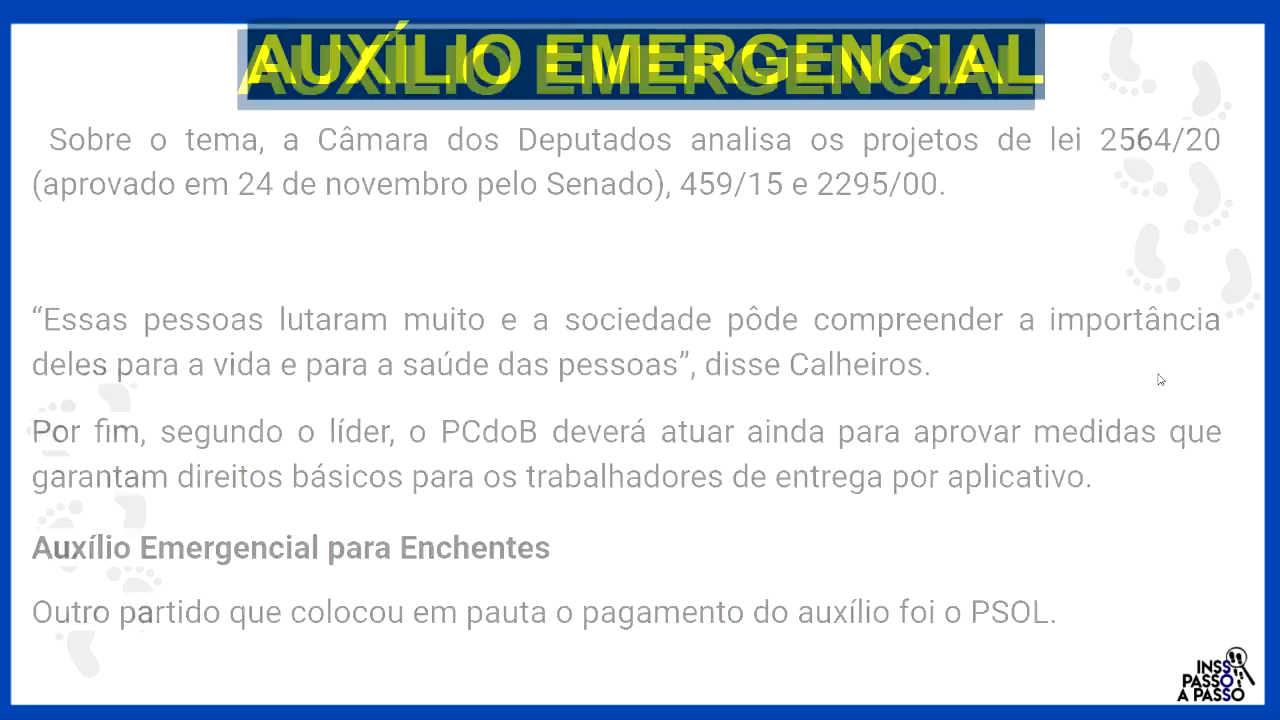 AUXÍLIO EMERGENCIAL
Sobre o tema, a Câmara dos Deputados analisa os projetos de lei 2564/20
(aprovado em 24 de novembro pelo Senado), 459/15 e 2295/00.
“Essas pessoas lutaram muito e a sociedade pôde compreender a importância
deles para a vida e para a saúde das pessoas”, disse Calheiros.
Por fim, segundo o líder, o PCdoB deverá atuar ainda para aprovar medidas que
garantam direitos básicos para os trabalhadores de entrega por aplicativo.
Auxílio Emergencial para Enchentes
Outro partido que colocou em pauta o pagamento do auxílio foi o PSOL.
INSS
PASSO
A PASSO